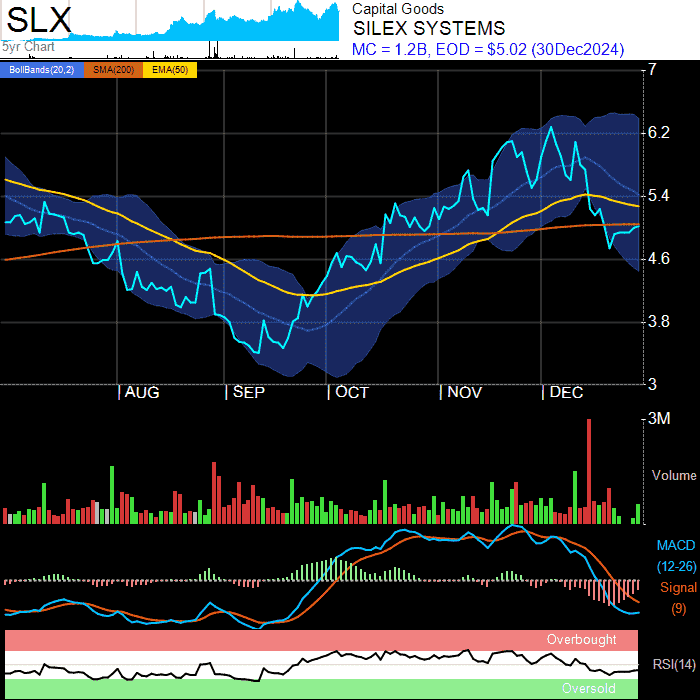 SLX
5yr Chart
Capital Goods
SILEX SYSTEMS
MC = 1.2B, EOD = $5.02 (30Dec2024)
BollBands(20,2) SMA(200) EMA(50)
7
6.2
5.4
4.6
3.8
3
AUG SEP OCT NOV DEC
3M
Volume
MACD
(12-26)
Signal
(9)
Overbought
RSI(14)
Oversold